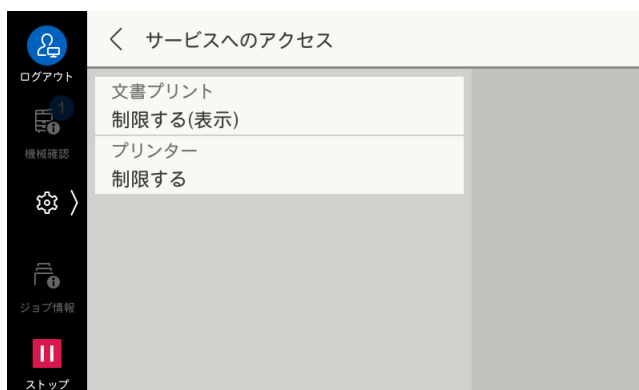 サービスへのアクセス
ログアウト
1
機械確認
ジョブ情報
ストップ
文書プリント
制限する(表示)
プリンター
制限する